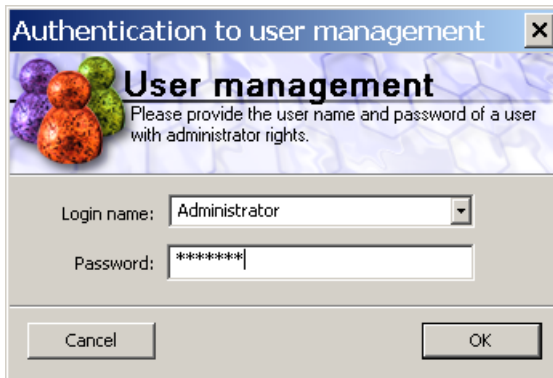 Authentication to user management
User management
Please provide the user name and password of a user
with administrator rights.
Login name: Administrator
Password: *******
Cancel OK